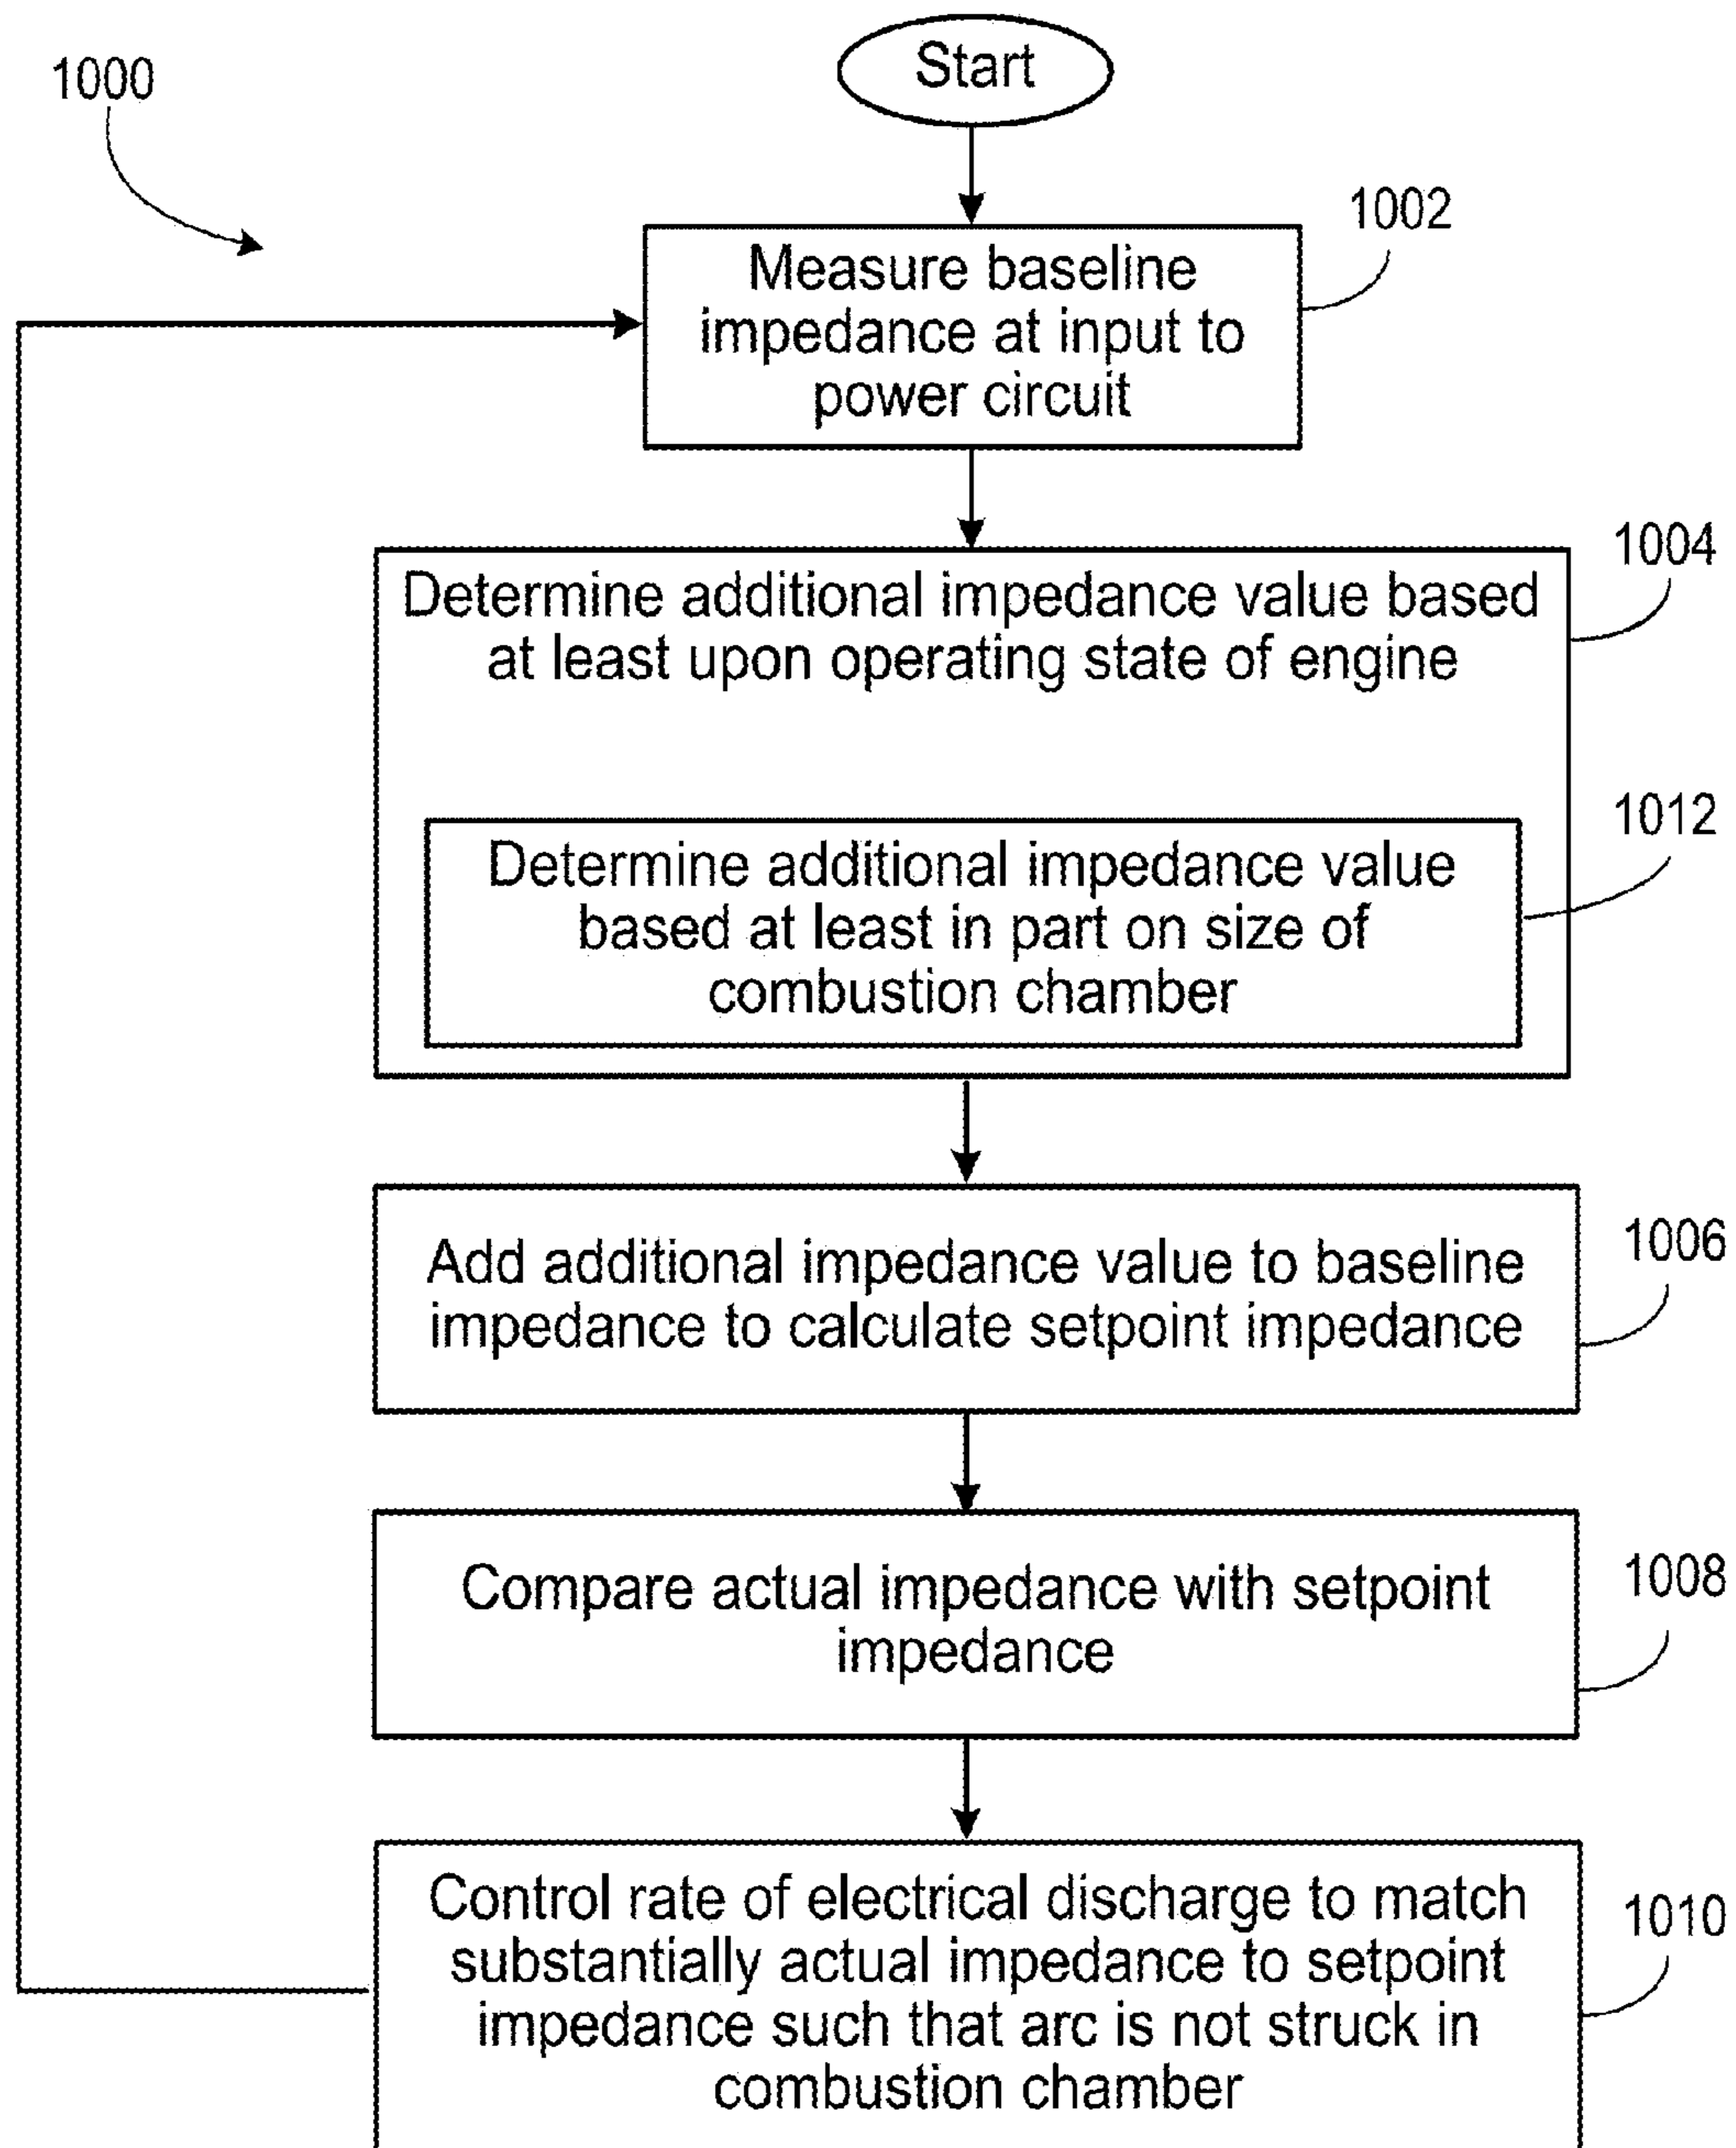 Start
1000
1002
Measure baseline
impedance at input to
power circuit
1004
Determine additional impedance value based
at least upon operating state of engine
1012
Determine additional impedance value
based at least in part on size of
combustion chamber
1006
Add additional impedance value to baseline
impedance to calculate setpoint impedance
1008
Compare actual impedance with setpoint
impedance
1010
Control rate of electrical discharge to match
substantially actual impedance to setpoint
impedance such that arc is not struck in
combustion chamber